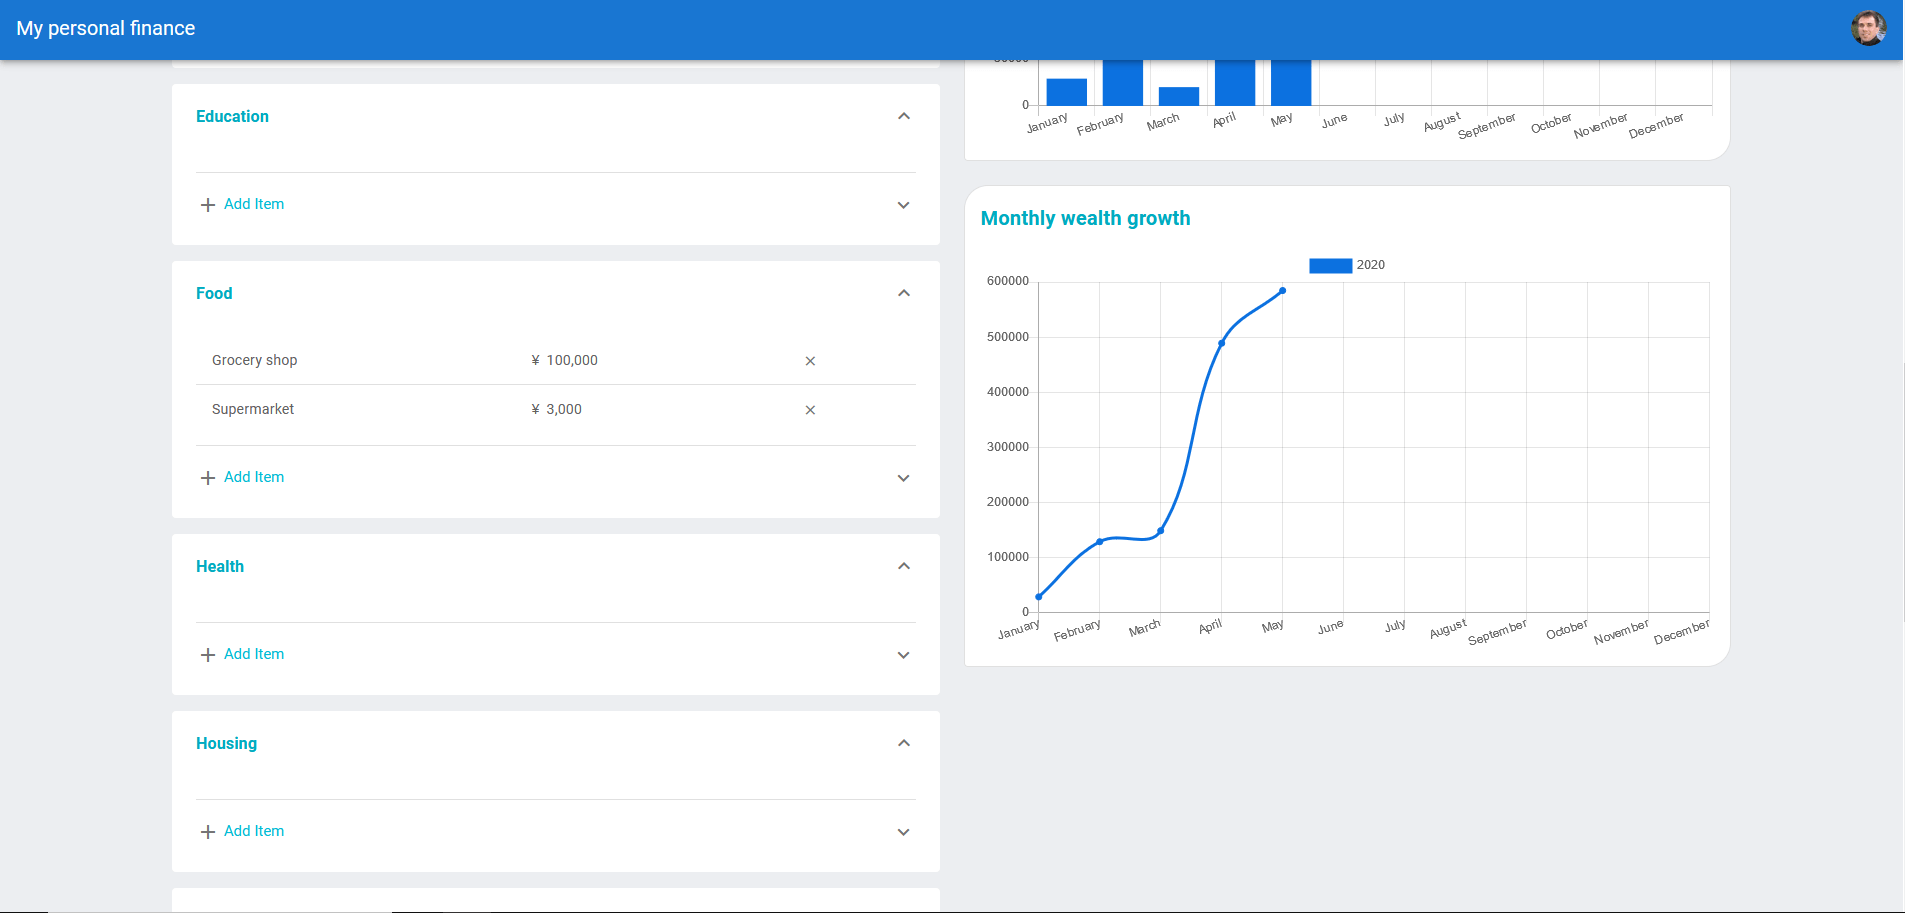 My personal finance
Education
Add Item
Food
Grocery shop ¥ 100,000
Supermarket ¥ 3,000
Add Item
Health
Add Item
Housing
Add Item
0
January February March April May June July August September October November December
Monthly wealth growth
2020
600000
500000
400000
300000
200000
100000
0
January February March April May June July August September October November December